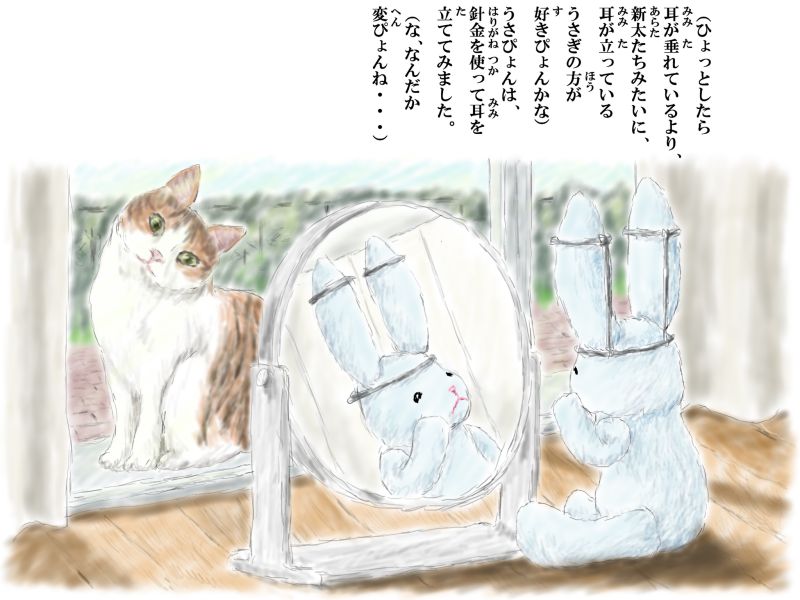 (ひょっとしたら
耳が垂れているより、
新太たちみたいに、
耳が立っている
うさぎの方が
好きぴょんかな)
うさぴょんは、
針金を使って耳を
立ててみました。
(な、なんだか
変ぴょんね・・・)